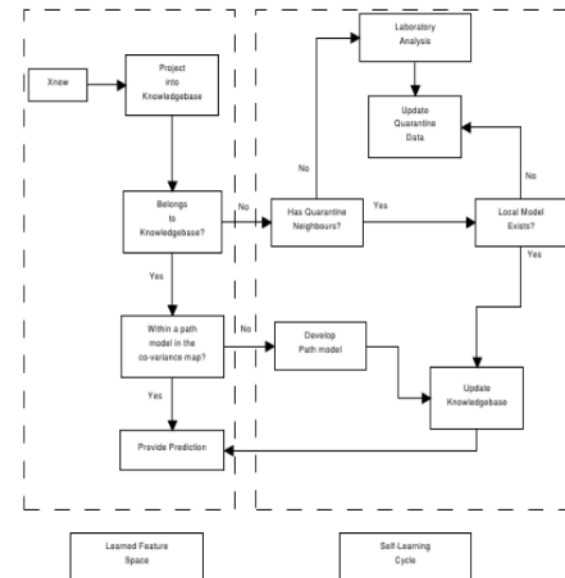 Laboratory
Analysis
Xnew
Project
into
Knowledgebase
Update
Quarantine
Data
No
No
Belongs
to
Knowledgebase?
No
Has Quarantine
Neighbours?
Yes
Local Model
Exists?
Yes
Yes
Within a path
model in the
co-variance map?
No
Develop
Path model
Update
Knowledgebase
Yes
Provide Prediction
Learned Feature
Space
Self-Learning
Cycle